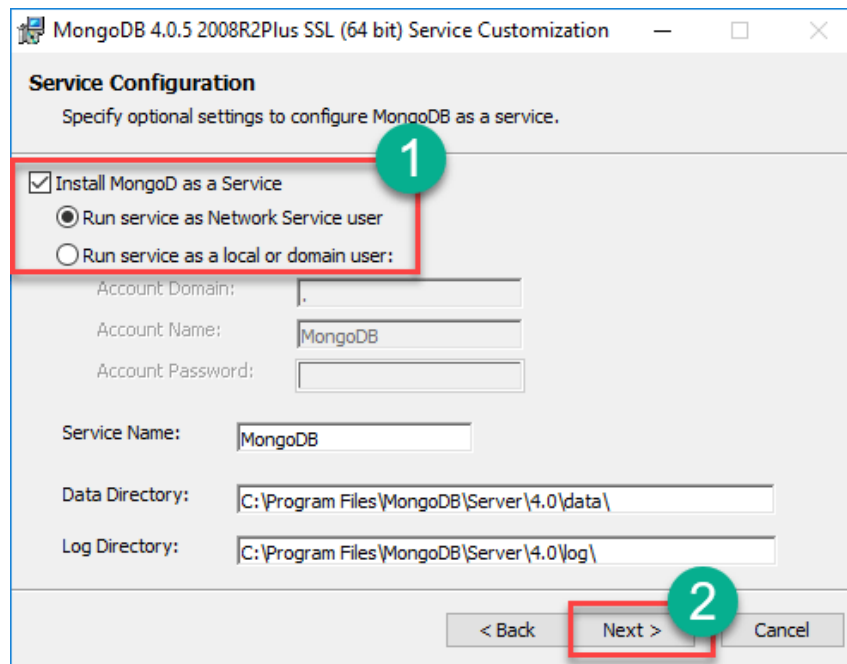 MongoDB 4.0.5 2008R2Plus SSL (64 bit) Service Customization
Service Configuration
Specify optional settings to configure MongoDB as a service.
1
Install MongoD as a Service
Run service as Network Service user
Run service as a local or domain user:
Account Domain: .
Account Name: MongoDB
Account Password:
Service Name: MongoDB
Data Directory: C:\Program Files\MongoDB\Server\4.0\data\
Log Directory: C:\Program Files\MongoDB\Server\4.0\log\
2
< Back Next > Cancel